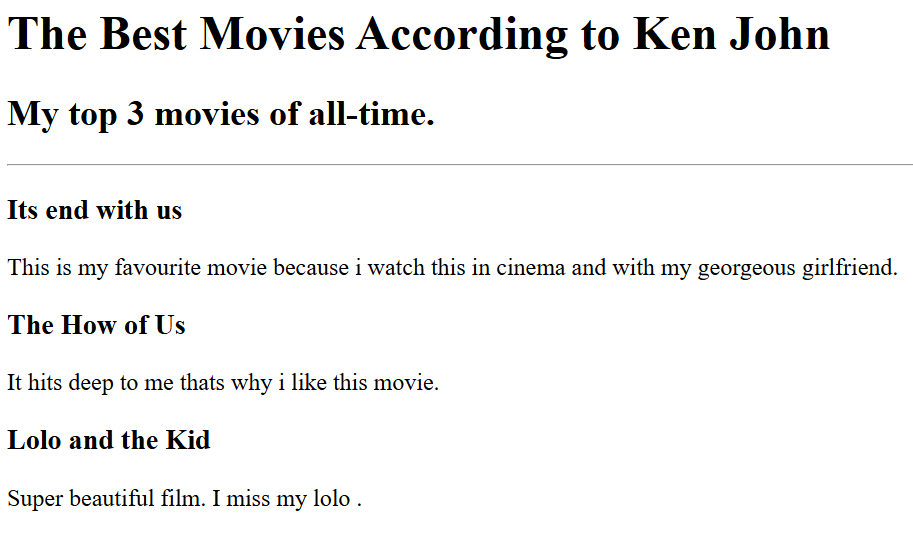 The Best Movies According to Ken John
My top 3 movies of all-time.
Its end with us
This is my favourite movie because i watch this in cinema and with my georgeous girlfriend.
The How of Us
It hits deep to me thats why i like this movie.
Lolo and the Kid
Super beautiful film. I miss my lolo .